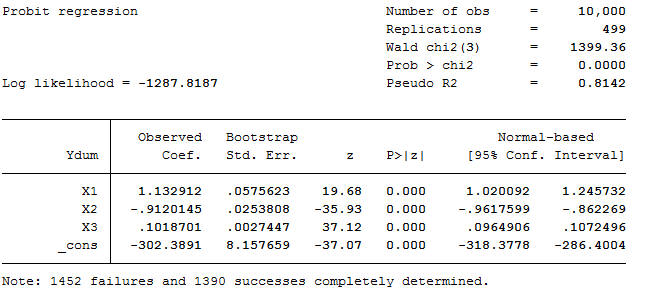 Probit regression Number of obs = 10,000
Replications = 499
Wald chi2(3) = 1399.36
Prob > chi2 = 0.0000
Log likelihood = -1287.8187 Pseudo R2 = 0.8142
Observed Bootstrap Normal-based
Ydum Coef. Std. Err. z P>|z| [95% Conf. Interval]
X1 1.132912 .0575623 19.68 0.000 1.020092 1.245732
X2 -.9120145 .0253808 -35.93 0.000 -.9617599 -.862269
X3 .1018701 .0027447 37.12 0.000 .0964906 .1072496
_cons -302.3891 8.157659 -37.07 0.000 -318.3778 -286.4004
Note: 1452 failures and 1390 successes completely determined.